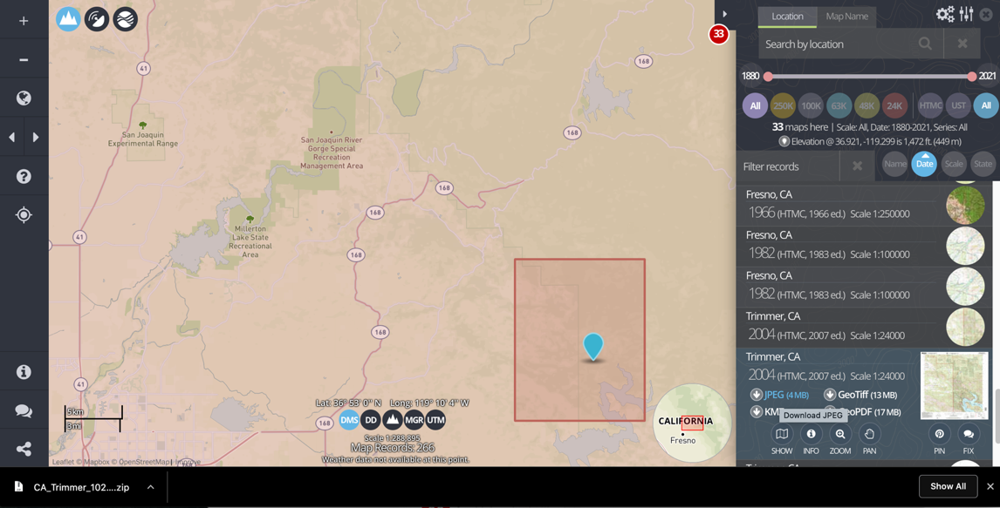 Location
Map Name
Search by location
1880
2021
All
250K
100K
63K
48K
24K
HTMC
UST
All
33 maps here | Scale: All, Date: 1880-2021, Series: All
Elevation @ 36.921, -119.299 is 1,472 ft. (449 m)
Filter records
Name
Date
Scale
State
Fresno, CA
1966 (HTMC, 1966 ed.) Scale 1:250000
Fresno, CA
1982 (HTMC, 1983 ed.) Scale 1:100000
Fresno, CA
1982 (HTMC, 1983 ed.) Scale 1:100000
Trimmer, CA
2004 (HTMC, 2007 ed.) Scale 1:24000
Trimmer, CA
2004 (HTMC, 2007 ed.) Scale 1:24000
JPEG (4 MB)
GeoTiff (13 MB)
(17 MB)
Download JPEG
SHOW
INFO
ZOOM
PAN
PIN
FIX
33
41
168
168
San Joaquin
Experimental Range
San Joaquin River
Gorge Special
Recreation
Management Area
168
168
Millerton
Lake State
Recreational
Area
41
168
168
41
168
5km
3mi
Lat: 36° 53' 0" N Long: 119° 10' 4" W
DMS
DD
MGR
UTM
Scale 1:288,895
Map Records: 266
Weather data not available at this point.
CALIFORNIA
Fresno
Leaflet © Mapbox © OpenStreetMap Improve
CA_Trimmer_102....zip
Show All